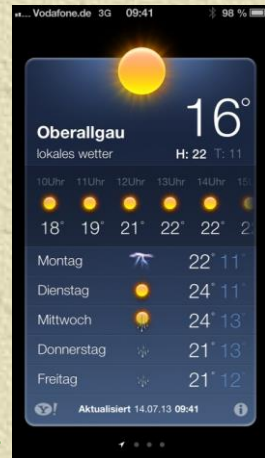 Vodafone.de 3G 09:41 98 %
16°
Oberallgau
lokales wetter H: 22 T: 11
10Uhr 11Uhr 12Uhr 13Uhr 14Uhr
18° 19° 21° 22° 22° 2
Montag 22° 11°
Dienstag 24° 11°
Mittwoch 24° 13°
Donnerstag 21° 13°
Freitag 21° 12°
Y! Aktualisiert 14.07.13 09:41 i